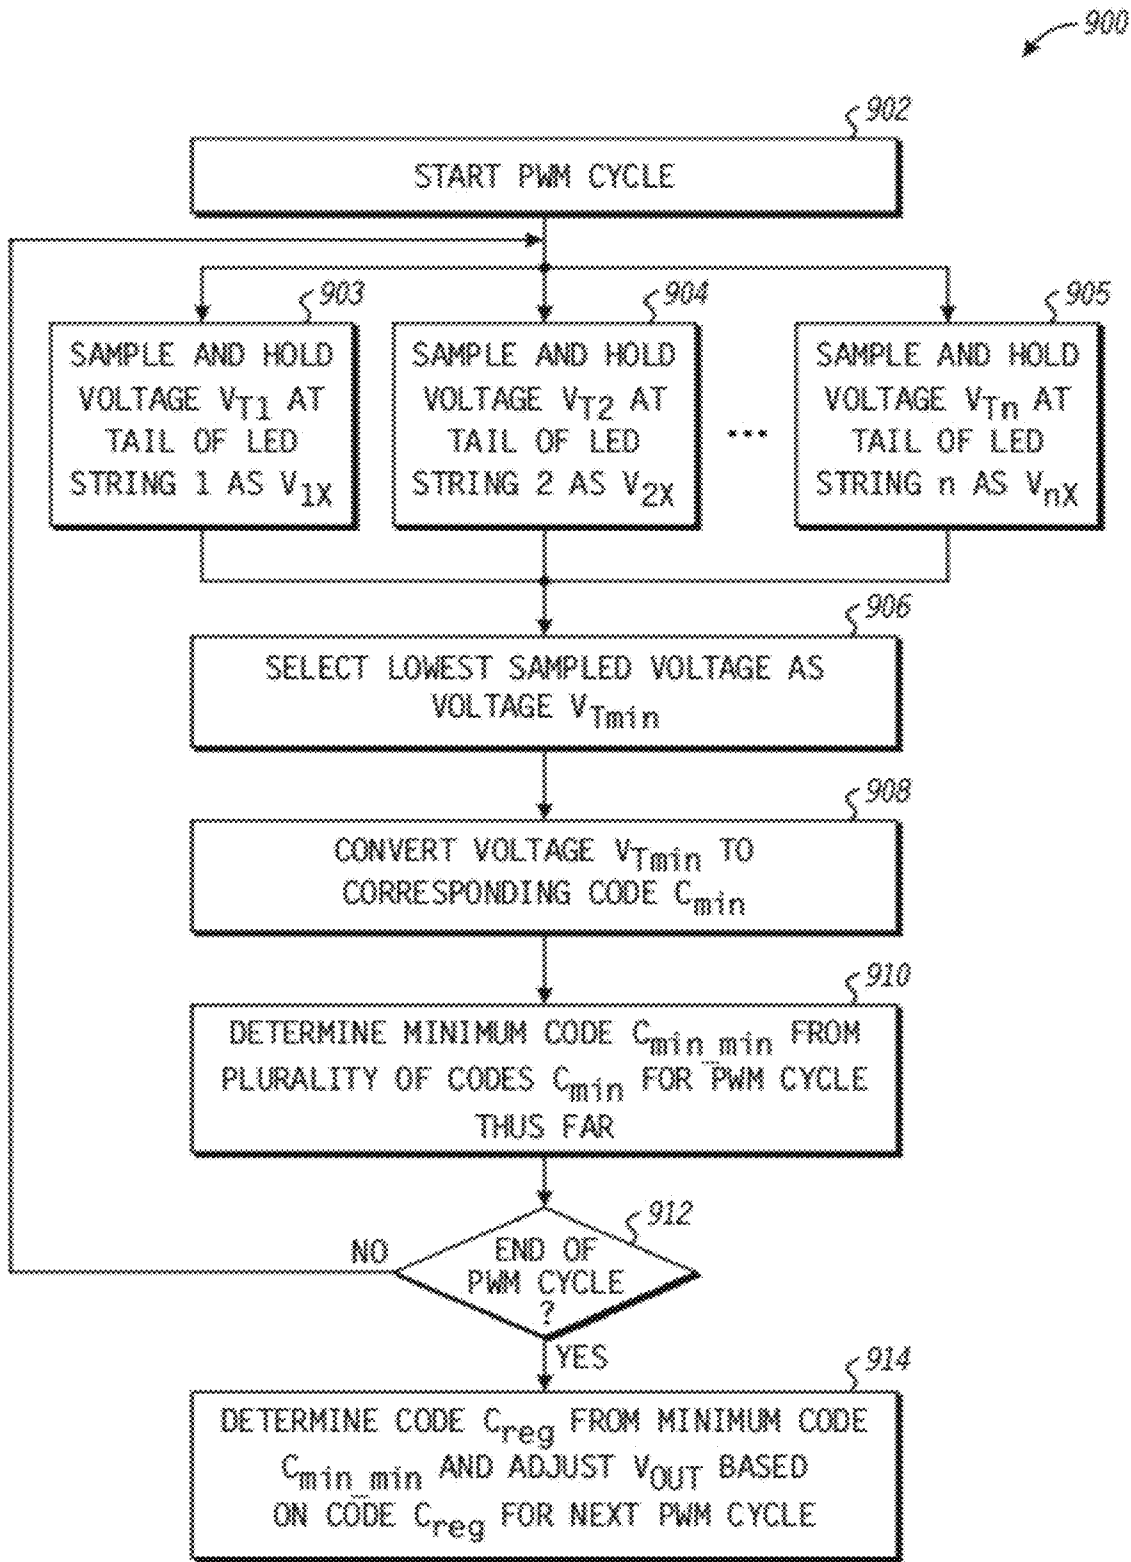 900
902
START PWM CYCLE
903
SAMPLE AND HOLD
VOLTAGE VT1 AT
TAIL OF LED
STRING 1 AS V1X
904
SAMPLE AND HOLD
VOLTAGE VT2 AT
TAIL OF LED
STRING 2 AS V2X
...
905
SAMPLE AND HOLD
VOLTAGE VTn AT
TAIL OF LED
STRING n AS VnX
906
SELECT LOWEST SAMPLED VOLTAGE AS
VOLTAGE VTmin
908
CONVERT VOLTAGE VTmin TO
CORRESPONDING CODE Cmin
910
DETERMINE MINIMUM CODE Cmin_min FROM
PLURALITY OF CODES Cmin FOR PWM CYCLE
THUS FAR
912
END OF
PWM CYCLE
?
NO
YES
914
DETERMINE CODE Creg FROM MINIMUM CODE
Cmin_min AND ADJUST VOUT BASED
ON CODE Creg FOR NEXT PWM CYCLE